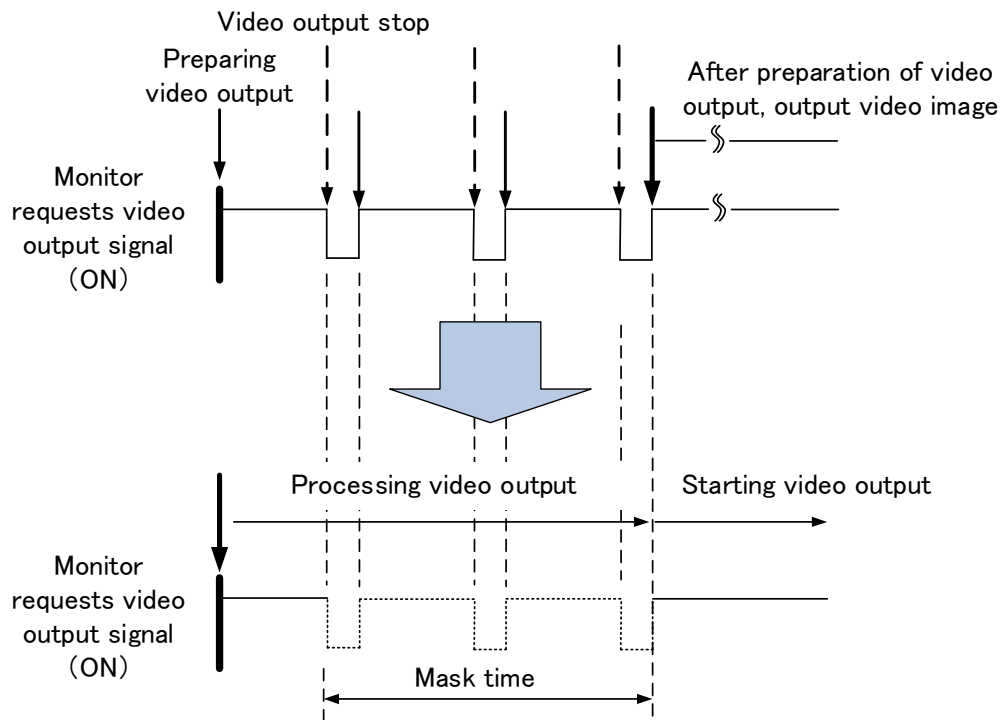 Video output stop
Preparing
video output
After preparation of video
output, output video image
Monitor
requests video
output signal
（ON）
Processing video output
Starting video output
Monitor
requests video
output signal
（ON）
Mask time